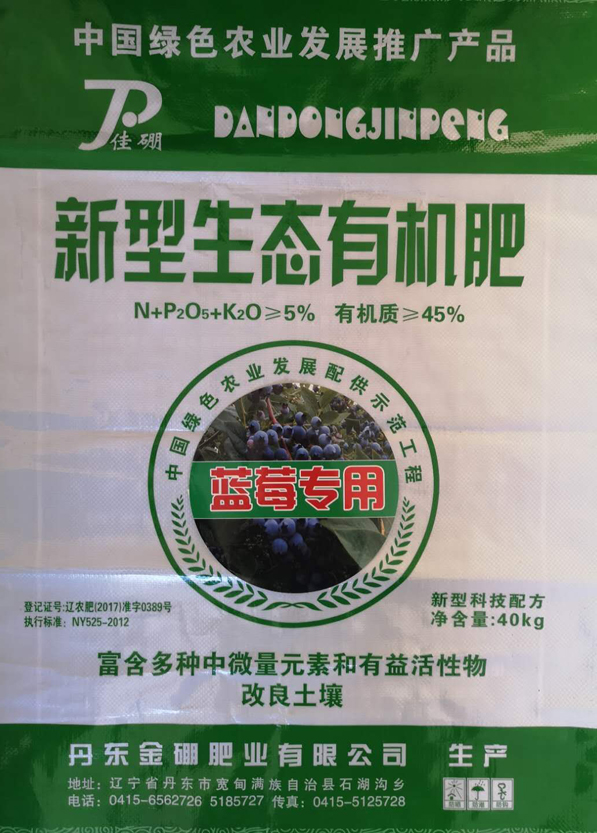 中国绿色农业发展推广产品
佳硼 DANDONGJINPENG
新型生态有机肥
N+P₂O₅+K₂O≥5% 有机质≥45%
中国绿色农业发展配供示范工程
蓝莓专用
登记证号:辽农肥(2017)准字0389号
执行标准：NY525-2012
新型科技配方
净含量:40kg
富含多种中微量元素和有益活性物
改良土壤
丹东金硼肥业有限公司 生产
地址：辽宁省丹东市宽甸满族自治县石湖沟乡
电话：0415-6562726 5185727 传真：0415-5125728